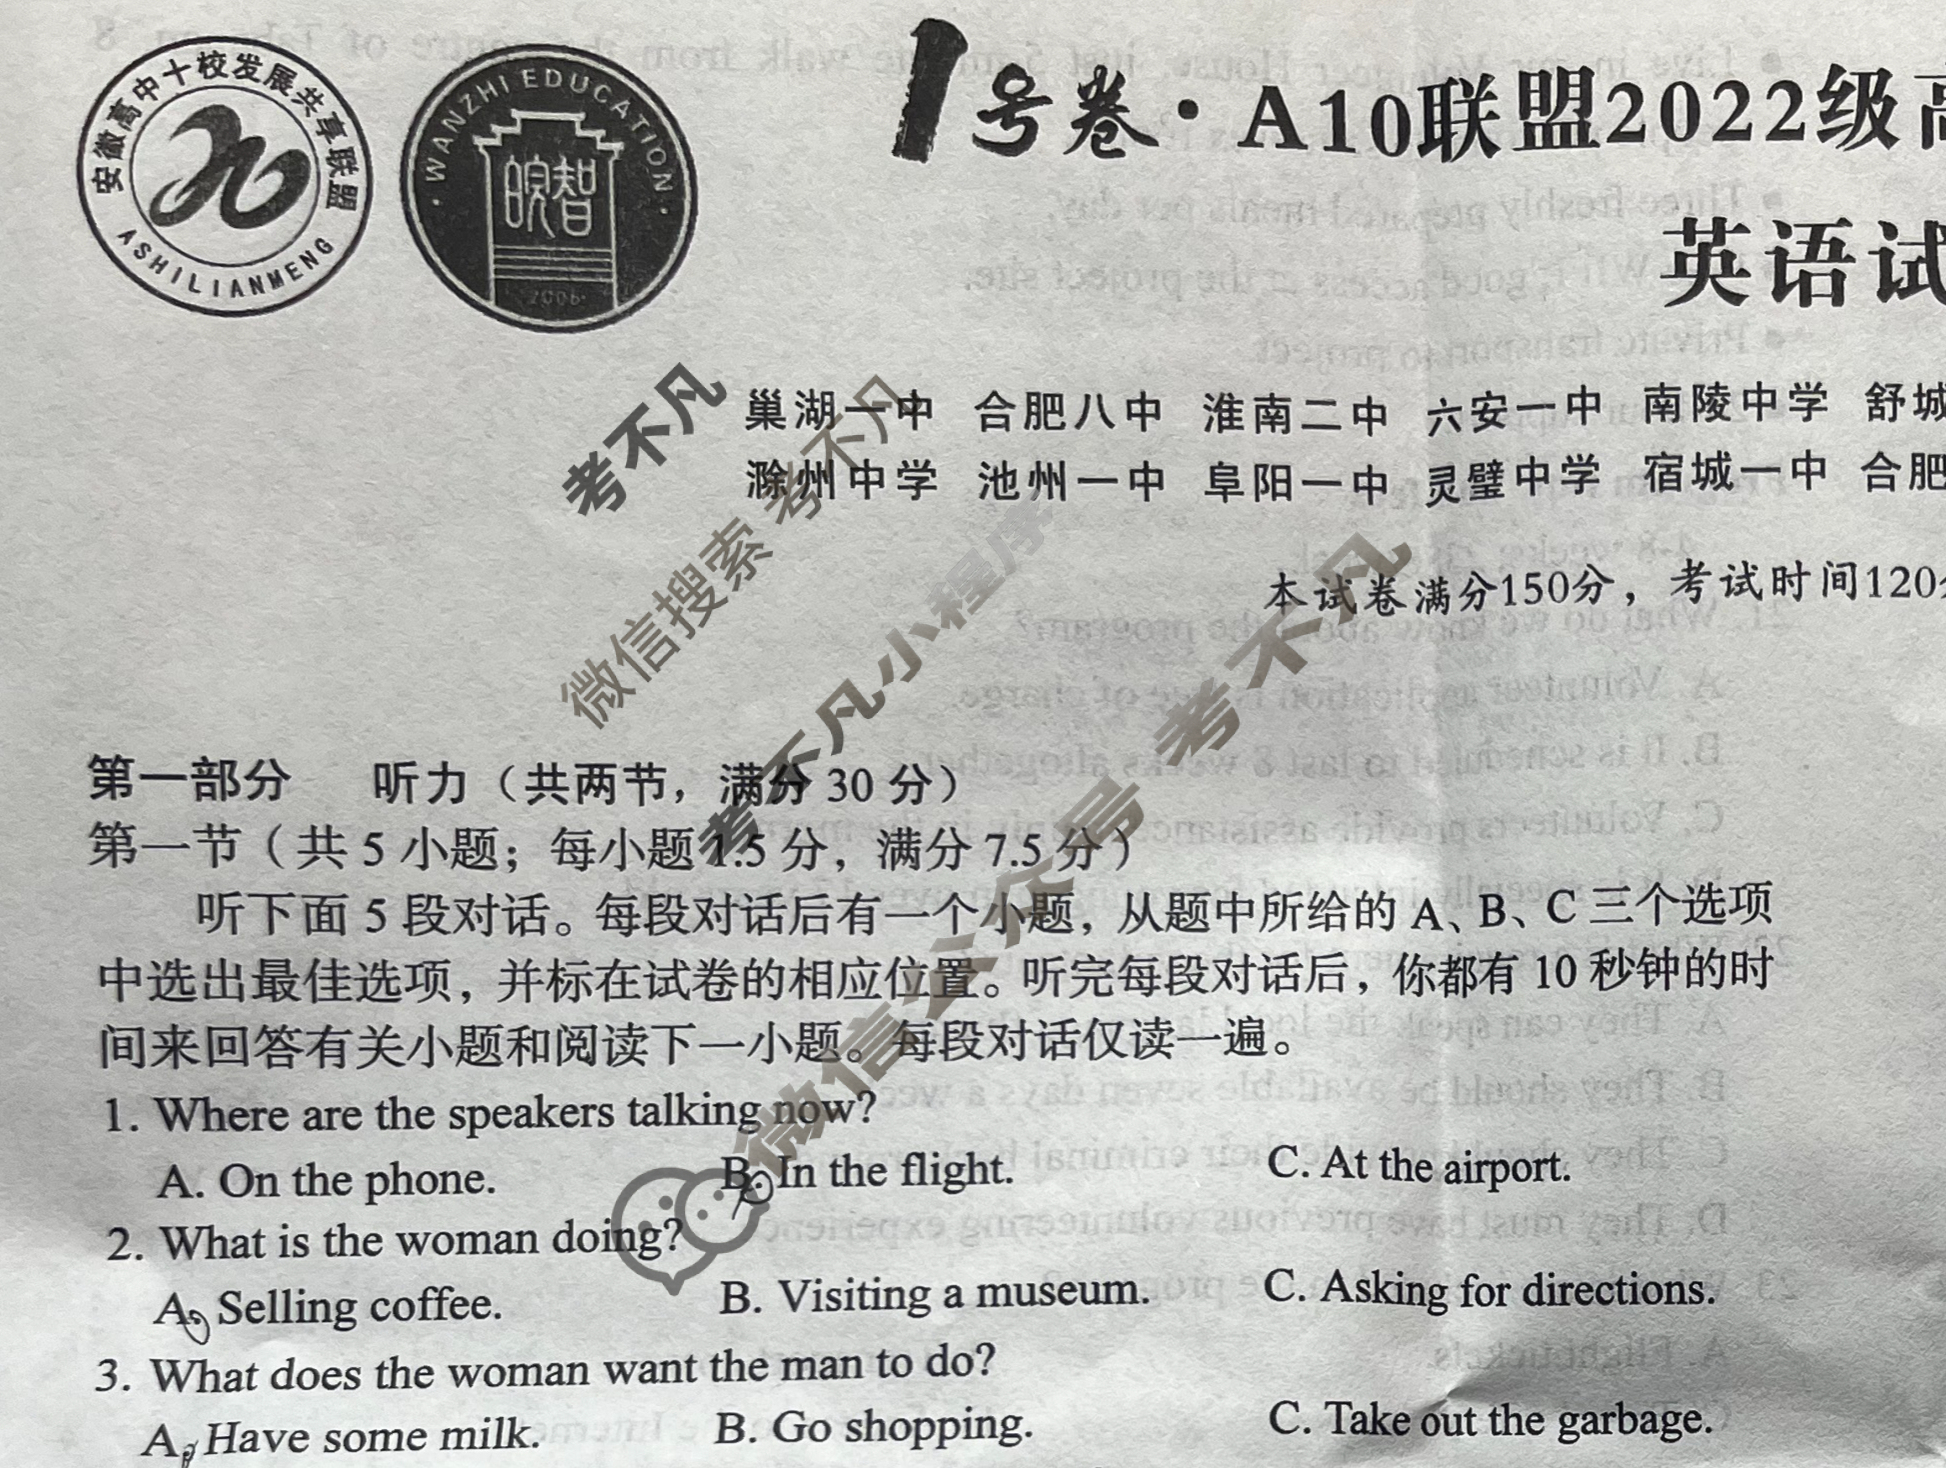 安徽高中十校发展共享联盟
ASHILIANMENG
WANZHI EDUCATION
皖智
2006
1号卷·A10联盟2022级高
英语试
巢湖一中 合肥八中 淮南二中 六安一中 南陵中学 舒城
滁州中学 池州一中 阜阳一中 灵璧中学 宿城一中 合肥
本试卷满分150分，考试时间120分
考不凡
微信搜索 考不凡
考不凡小程序
微信公众号 考不凡
第一部分 听力（共两节，满分 30 分）
第一节（共 5 小题；每小题 1.5 分，满分 7.5 分）
听下面 5 段对话。每段对话后有一个小题，从题中所给的 A、B、C 三个选项
中选出最佳选项，并标在试卷的相应位置。听完每段对话后，你都有 10 秒钟的时
间来回答有关小题和阅读下一小题。每段对话仅读一遍。
1. Where are the speakers talking now?
A. On the phone. B. In the flight. C. At the airport.
2. What is the woman doing?
A. Selling coffee. B. Visiting a museum. C. Asking for directions.
3. What does the woman want the man to do?
A. Have some milk. B. Go shopping. C. Take out the garbage.